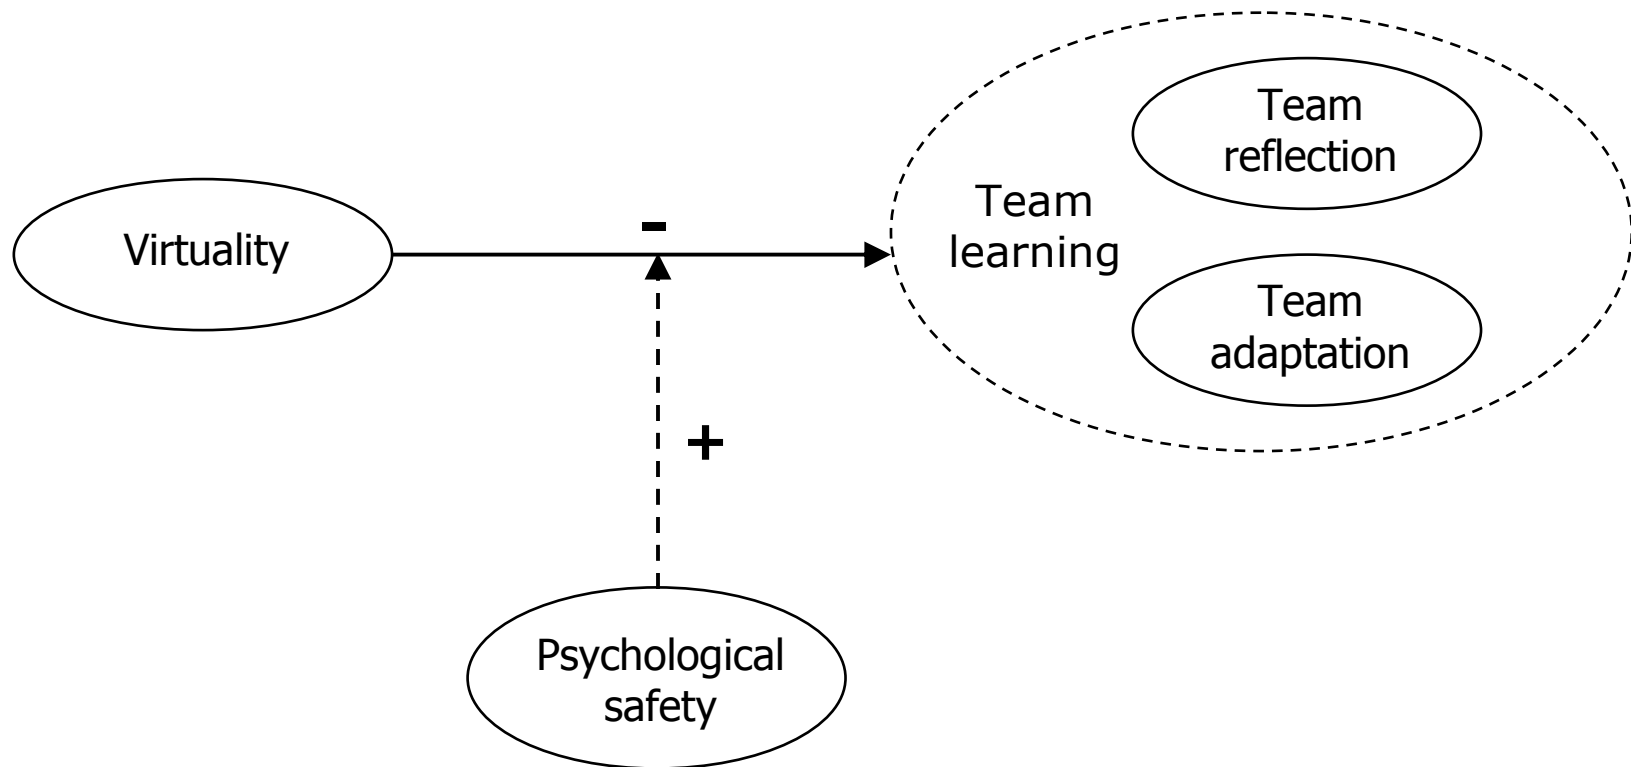 Virtuality
-
Team
learning
Team
reflection
Team
adaptation
+
Psychological
safety